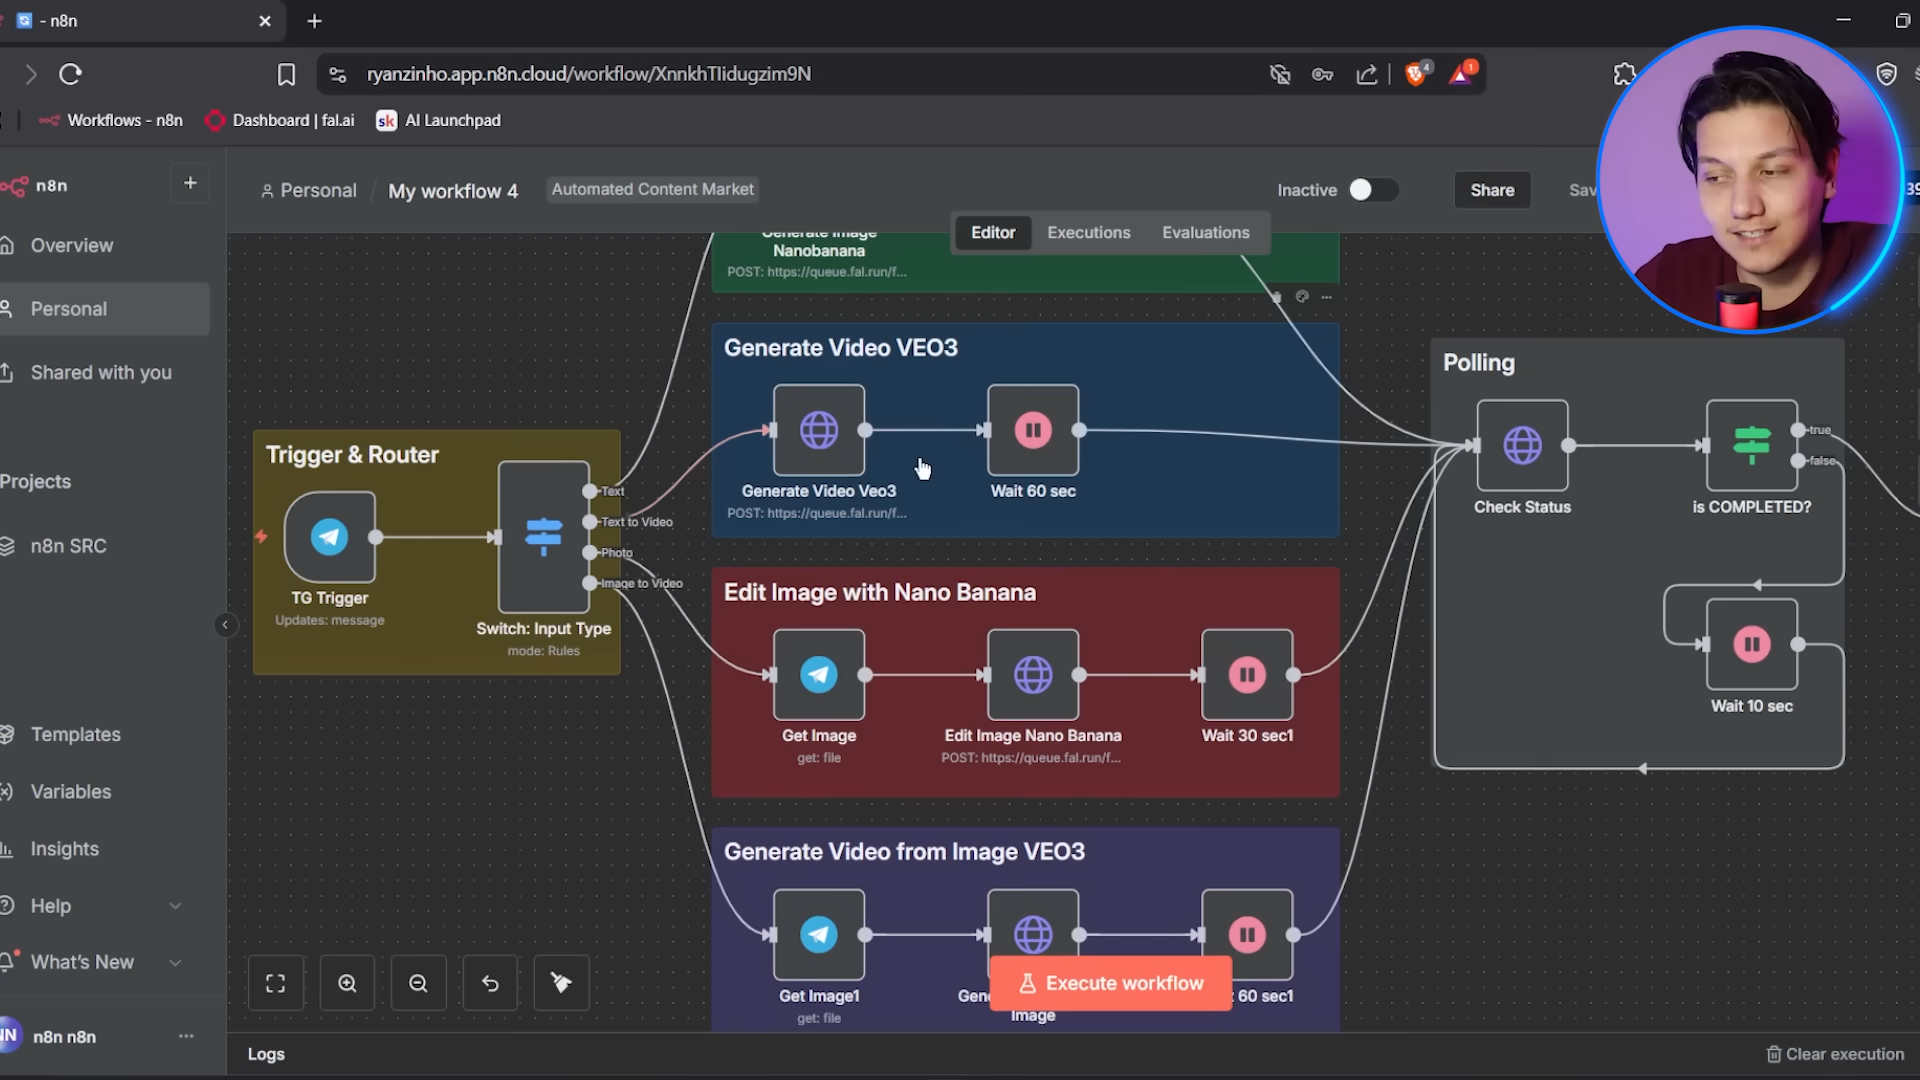 - n8n
ryanzinho.app.n8n.cloud/workflow/XnnkhTIidugzim9N
4
1
Workflows - n8n
Dashboard | fal.ai
sk AI Launchpad
n8n
Personal / My workflow 4
Automated Content Market
Inactive
Share
Editor
Executions
Evaluations
Overview
Personal
Shared with you
Projects
n8n SRC
Templates
Variables
Insights
Help
What's New
n8n n8n
Generate Image
Nanobanana
POST: https://queue.fal.run/f...
Generate Video VEO3
Generate Video Veo3
POST: https://queue.fal.run/f...
Wait 60 sec
Trigger & Router
TG Trigger
Updates: message
Switch: Input Type
mode: Rules
Text
Text to Video
Photo
Image to Video
Edit Image with Nano Banana
Get Image
get: file
Edit Image Nano Banana
POST: https://queue.fal.run/f...
Wait 30 sec1
Generate Video from Image VEO3
Get Image1
get: file
Image
60 sec1
Execute workflow
Polling
Check Status
is COMPLETED?
true
false
Wait 10 sec
Logs
Clear execution